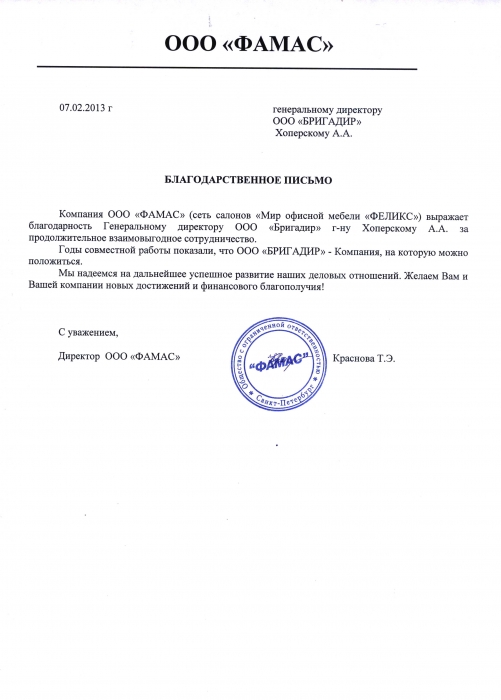 ООО «ФАМАС»
07.02.2013 г
генеральному директору
ООО «БРИГАДИР»
Хоперскому А.А.
БЛАГОДАРСТВЕННОЕ ПИСЬМО
Компания ООО «ФАМАС» (сеть салонов «Мир офисной мебели «ФЕЛИКС») выражает
благодарность Генеральному директору ООО «Бригадир» г-ну Хоперскому А.А. за
продолжительное взаимовыгодное сотрудничество.
Годы совместной работы показали, что ООО «БРИГАДИР» - Компания, на которую можно
положиться.
Мы надеемся на дальнейшее успешное развитие наших деловых отношений. Желаем Вам и
Вашей компании новых достижений и финансового благополучия!
С уважением,
Директор ООО «ФАМАС»
Краснова Т.Э.
Общество с ограниченной ответственностью
"ФАМАС"
Санкт-Петербург